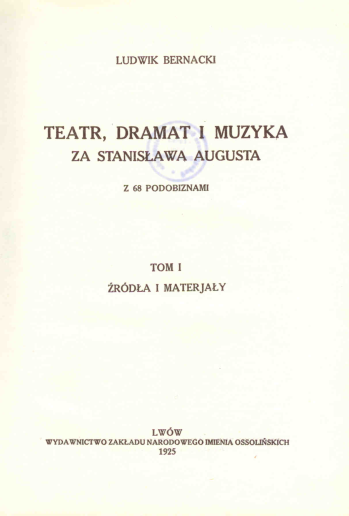 LUDWIK BERNACKI
TEATR, DRAMAT I MUZYKA
ZA STANISŁAWA AUGUSTA
Z 68 PODOBIZNAMI
TOM I
ŹRÓDŁA I MATERJAŁY
LWÓW
WYDAWNICTWO ZAKŁADU NARODOWEGO IMIENIA OSSOLIŃSKICH
1925